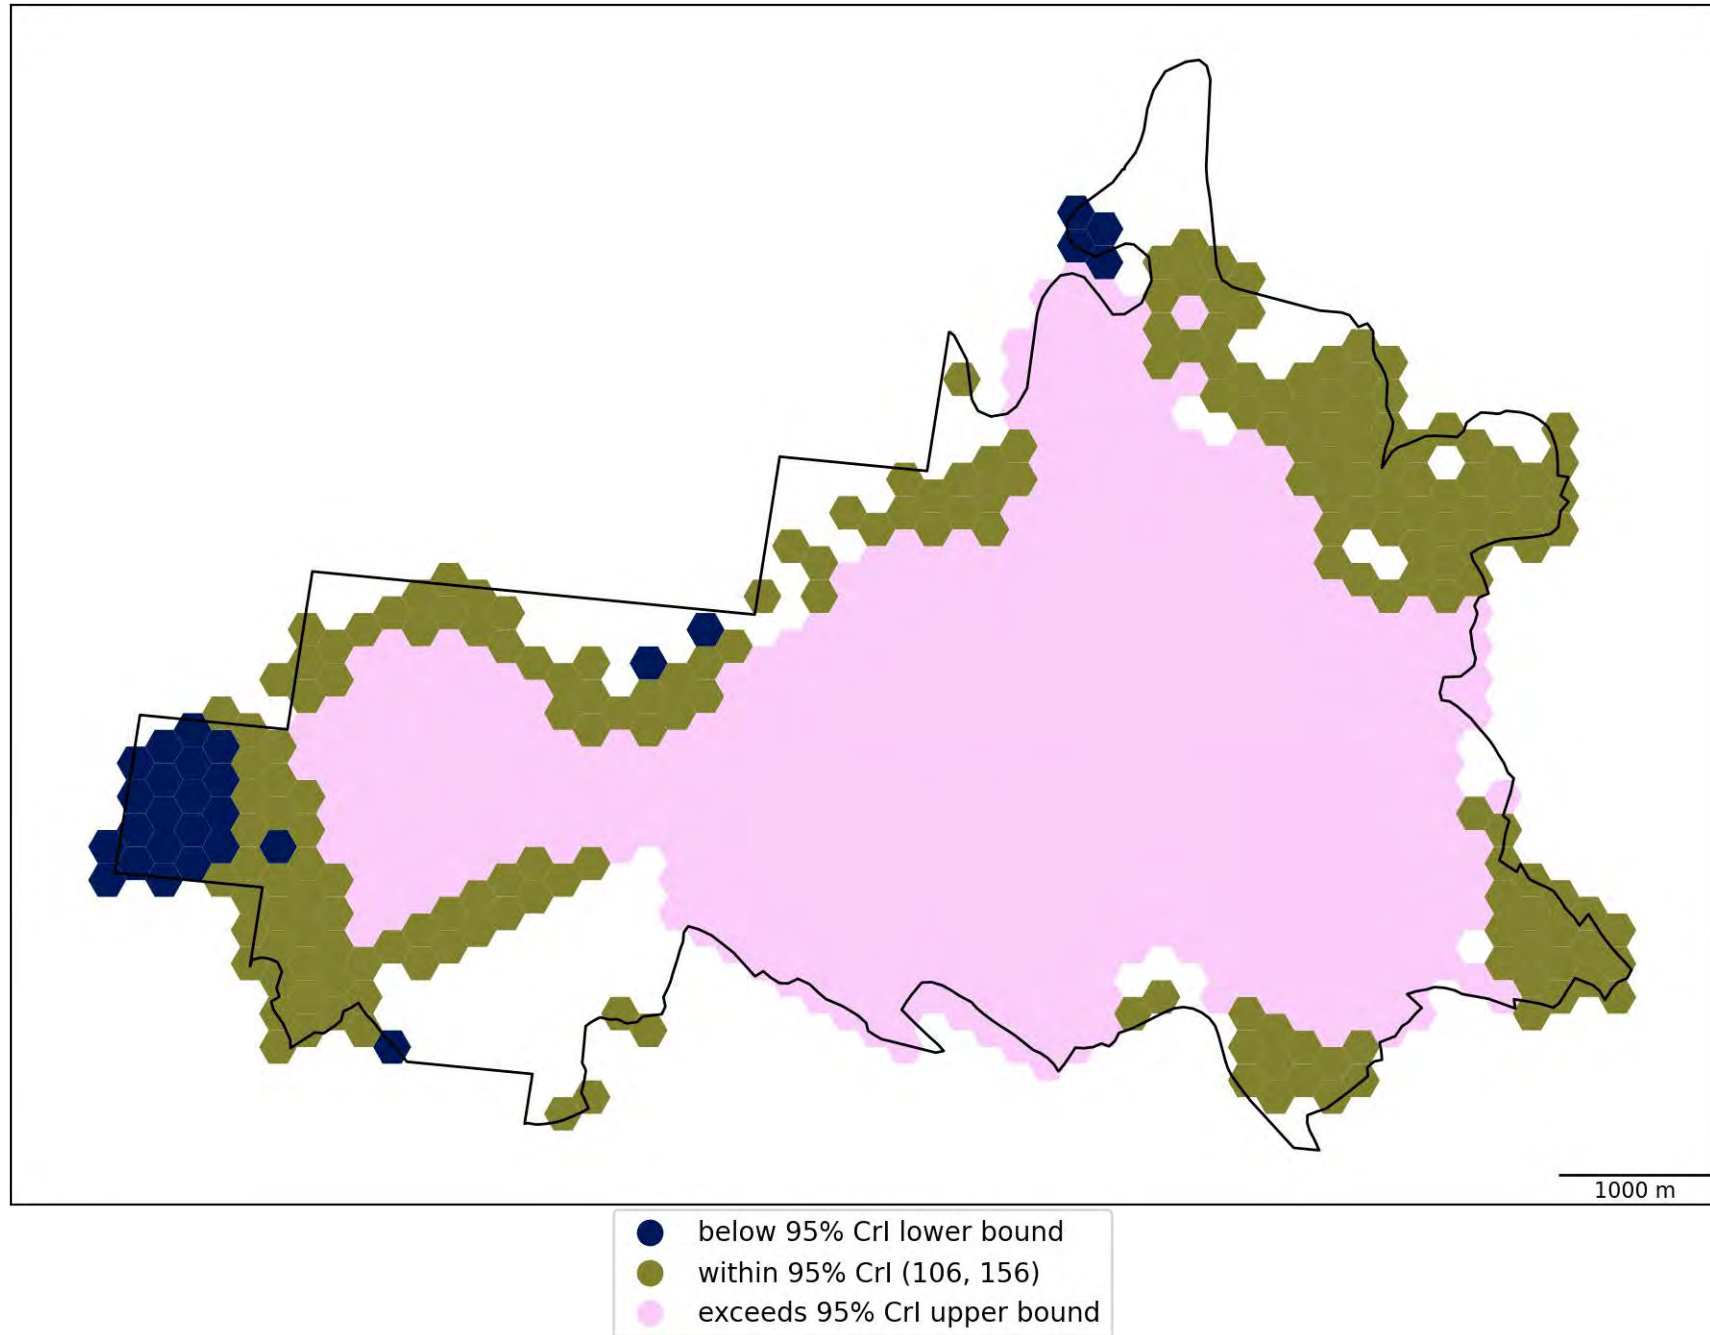 1000 m
below 95% CrI lower bound
within 95% CrI (106, 156)
exceeds 95% CrI upper bound